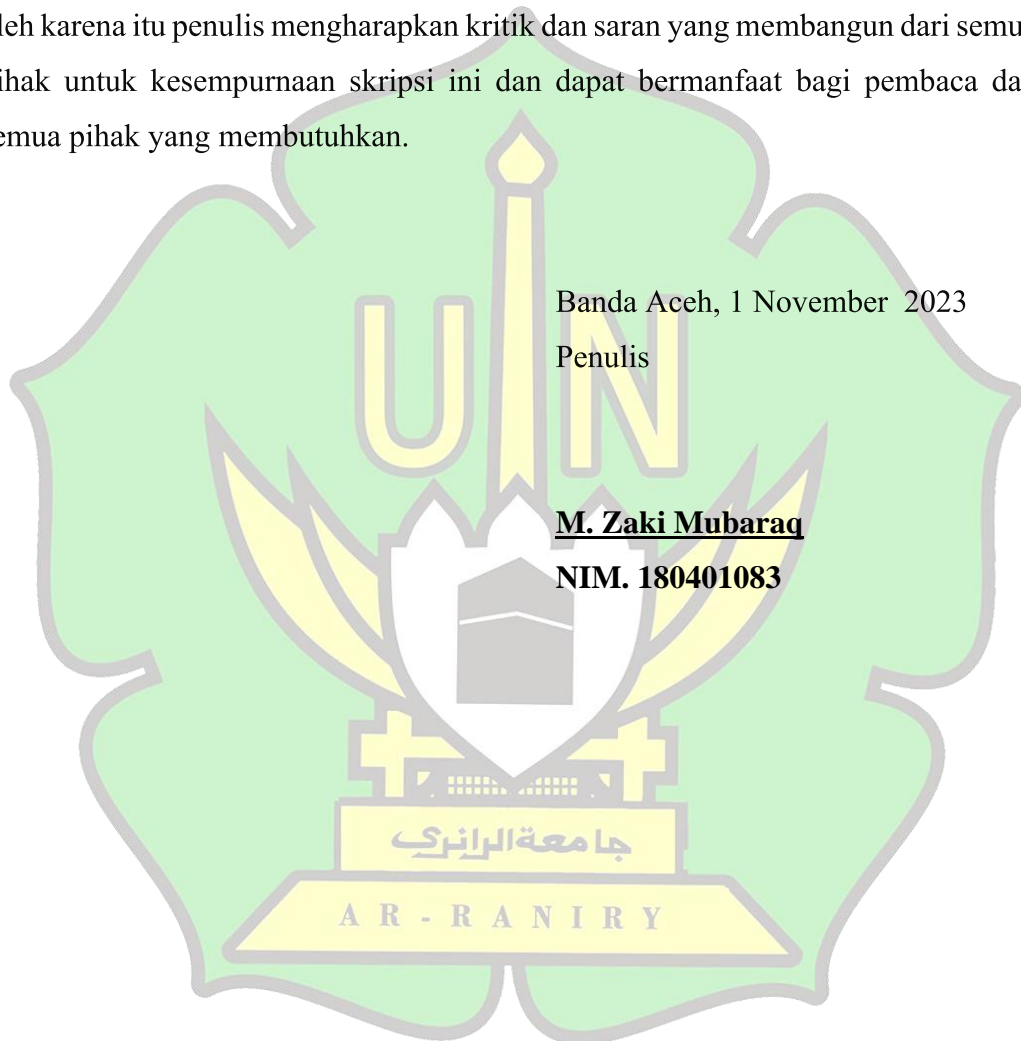 leh karena itu penulis mengharapkan kritik dan saran yang membangun dari semu
ihak untuk kesempurnaan skripsi ini dan dapat bermanfaat bagi pembaca da
emua pihak yang membutuhkan.
Banda Aceh, 1 November 2023
Penulis
UIN
M. Zaki Mubaraq
NIM. 180401083
جامعة الرانري
AR-RANIRY